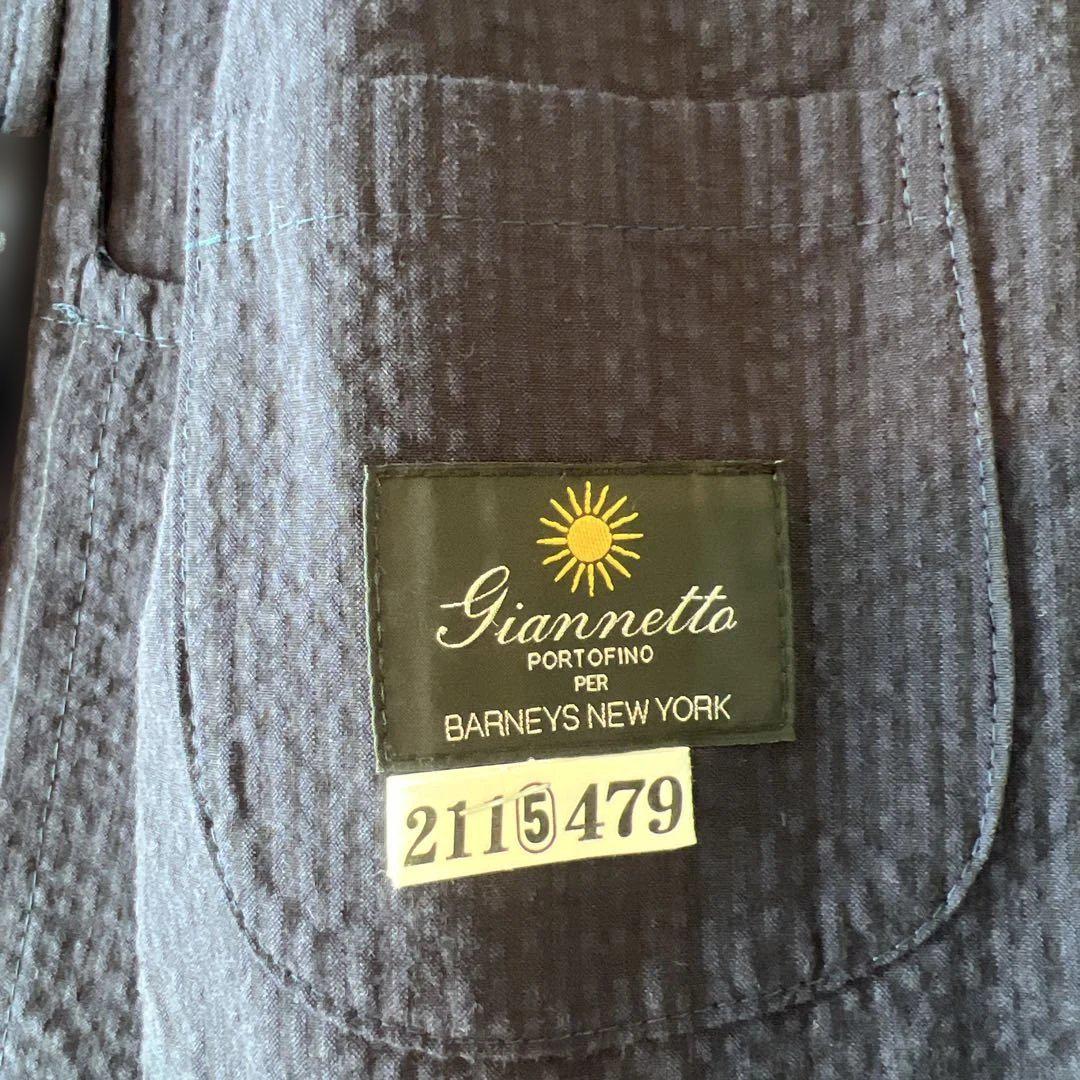 Giannetto
PORTOFINO
PER
BARNEYS NEW YORK
2115479